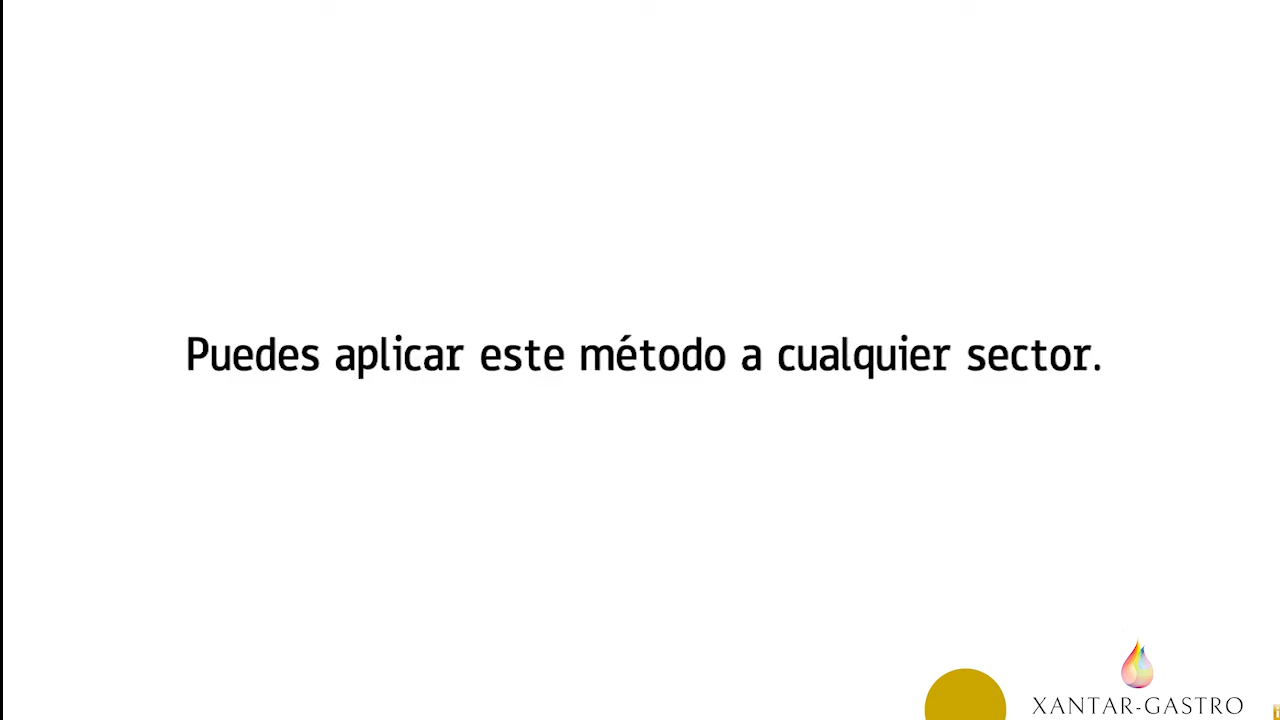 Puedes aplicar este método a cualquier sector.
XANTAR-GASTRO